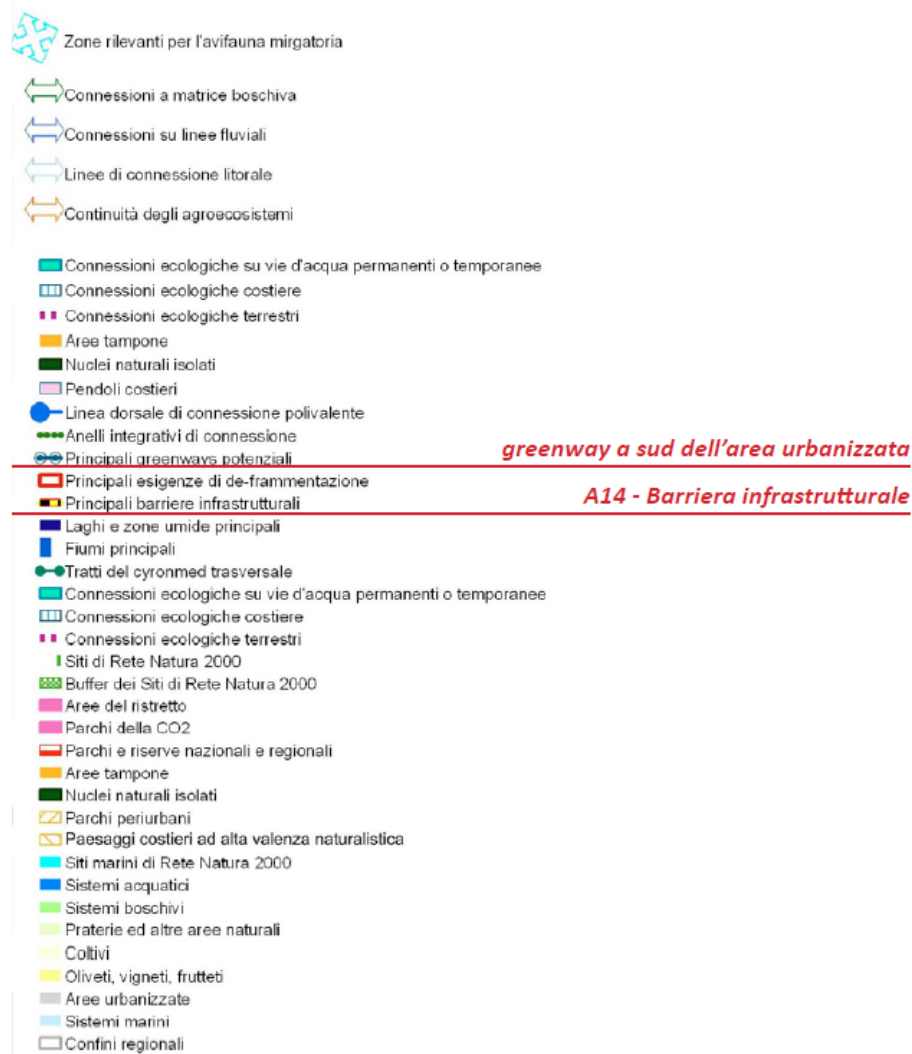 Zone rilevanti per l'avifauna mirgatoria
Connessioni a matrice boschiva
Connessioni su linee fluviali
Linee di connessione litorale
Continuità degli agroecosistemi
Connessioni ecologiche su vie d'acqua permanenti o temporanee
Connessioni ecologiche costiere
Connessioni ecologiche terrestri
Aree tampone
Nuclei naturali isolati
Pendoli costieri
Linea dorsale di connessione polivalente
Anelli integrativi di connessione
Principali greenways potenziali
greenway a sud dell'area urbanizzata
Principali esigenze di de-frammentazione
Principali barriere infrastrutturali
A14 - Barriera infrastrutturale
Laghi e zone umide principali
Fiumi principali
Tratti del cyronmed trasversale
Connessioni ecologiche su vie d'acqua permanenti o temporanee
Connessioni ecologiche costiere
Connessioni ecologiche terrestri
Siti di Rete Natura 2000
Buffer dei Siti di Rete Natura 2000
Aree del ristretto
Parchi della CO2
Parchi e riserve nazionali e regionali
Aree tampone
Nuclei naturali isolati
Parchi periurbani
Paesaggi costieri ad alta valenza naturalistica
Siti marini di Rete Natura 2000
Sistemi acquatici
Sistemi boschivi
Praterie ed altre aree naturali
Coltivi
Oliveti, vigneti, frutteti
Aree urbanizzate
Sistemi marini
Confini regionali